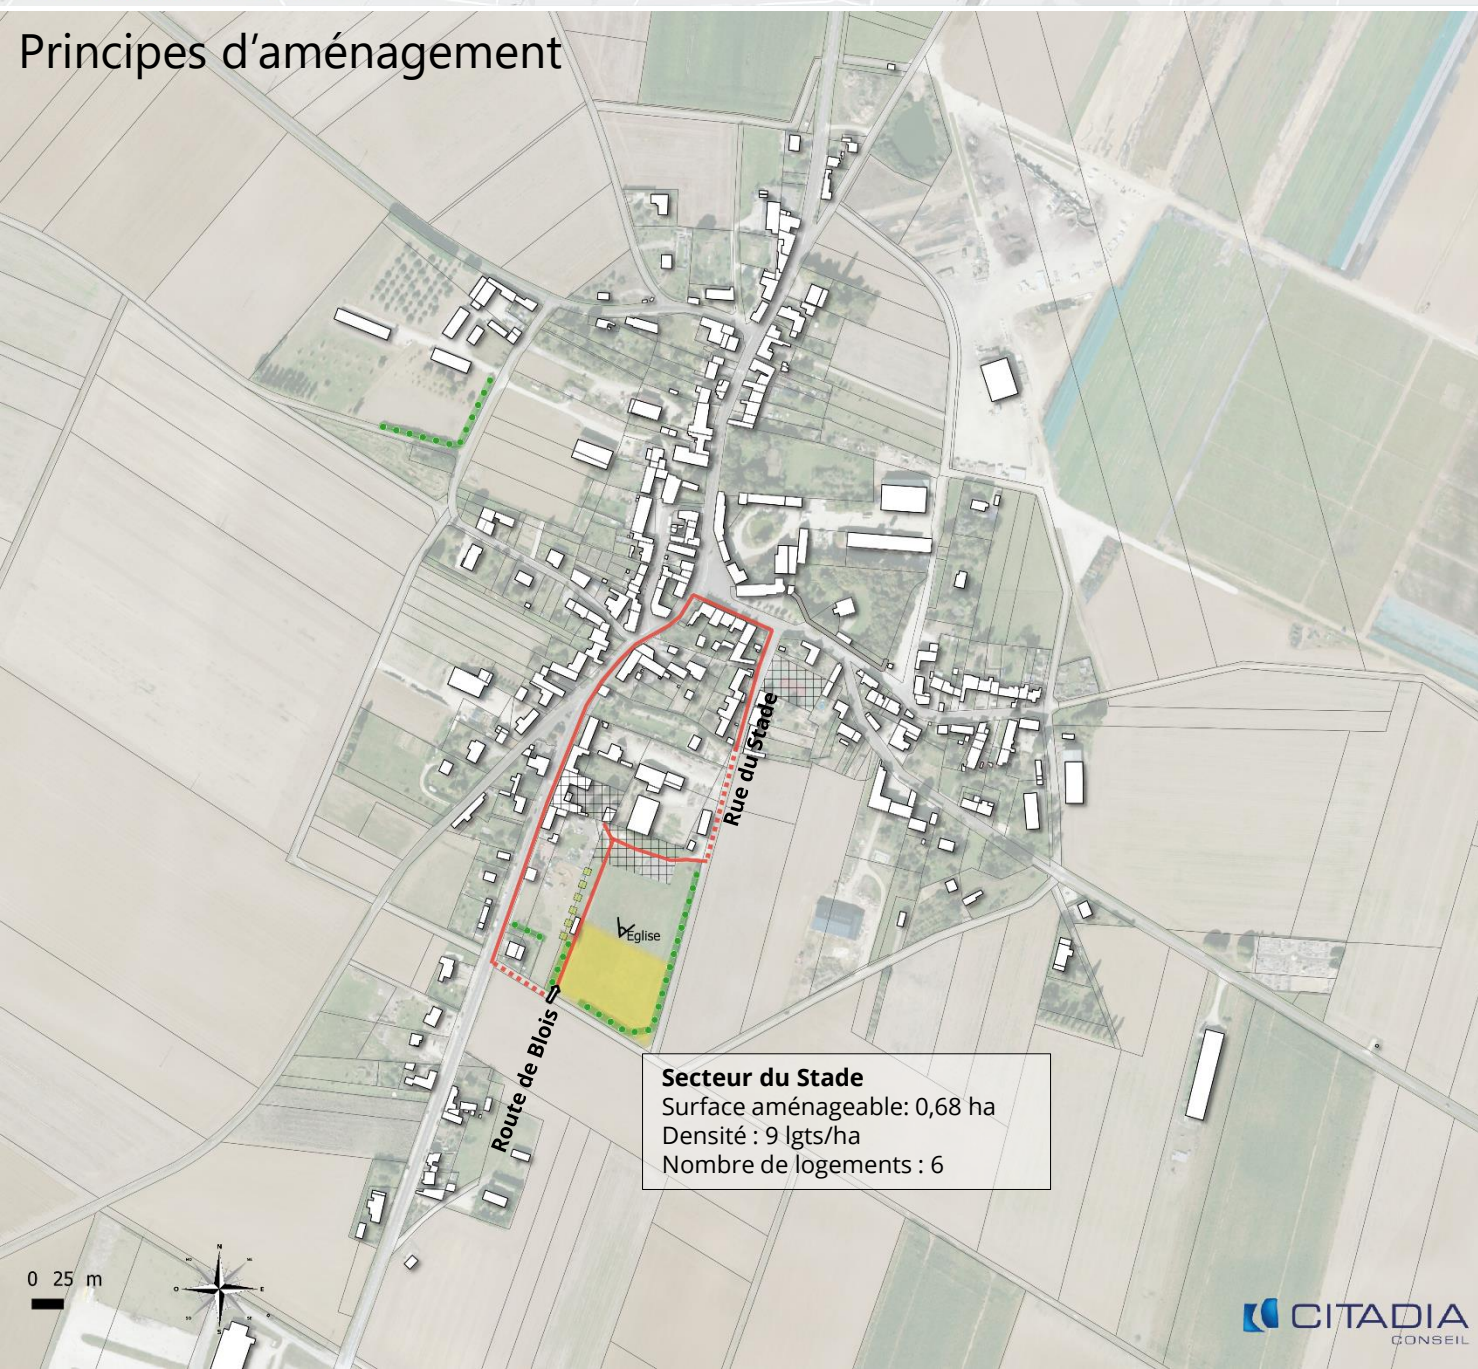 Principes d’aménagement
Rue du Stade
Eglise
Route de Blois
Secteur du Stade
Surface aménageable: 0,68 ha
Densité : 9 lgts/ha
Nombre de logements : 6
N
O
E
S
0 25 m
CITADIA
CONSEIL